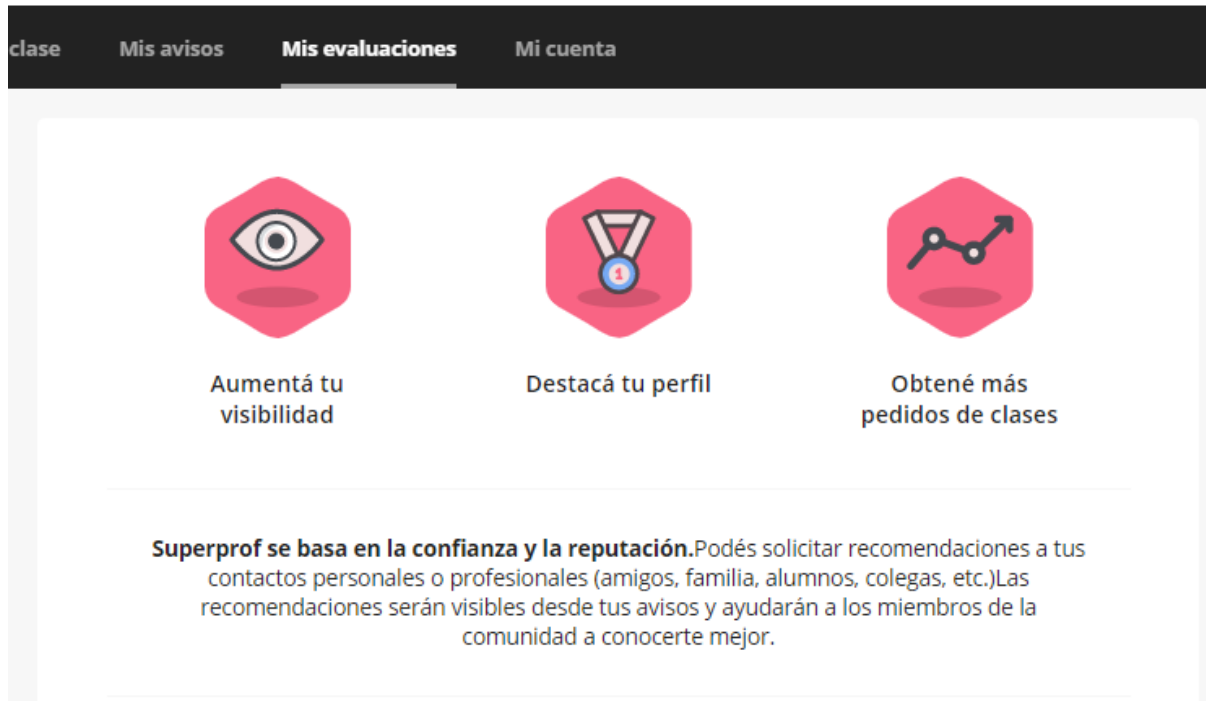 clase Mis avisos Mis evaluaciones Mi cuenta
1
Aumentá tu
visibilidad
Destacá tu perfil
Obtené más
pedidos de clases
Superprof se basa en la confianza y la reputación.Podés solicitar recomendaciones a tus
contactos personales o profesionales (amigos, familia, alumnos, colegas, etc.)Las
recomendaciones serán visibles desde tus avisos y ayudarán a los miembros de la
comunidad a conocerte mejor.